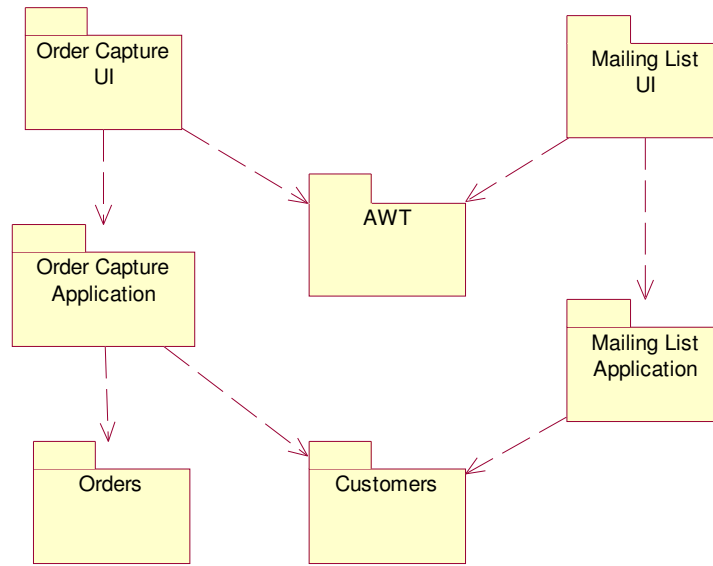 Order Capture
UI
Mailing List
UI
AWT
Order Capture
Application
Mailing List
Application
Orders
Customers